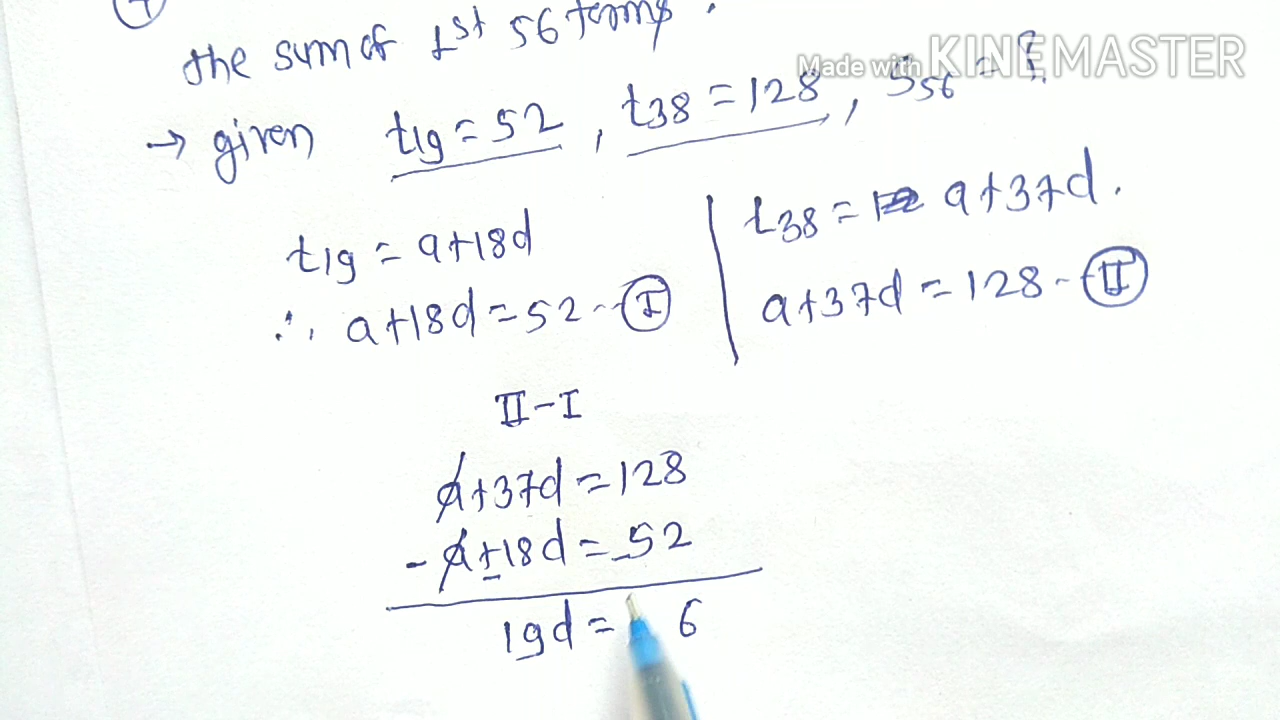 the sum of 1st 56 terms.
Made with KINEMASTER
→ given t19 = 52 , t38 = 128 , S56 = ?
t19 = a+18d
∴ a+18d = 52 -- I
t38 = a+37d.
a+37d = 128 -- II
II - I
a+37d = 128
- a+18d = 52
19d = 6